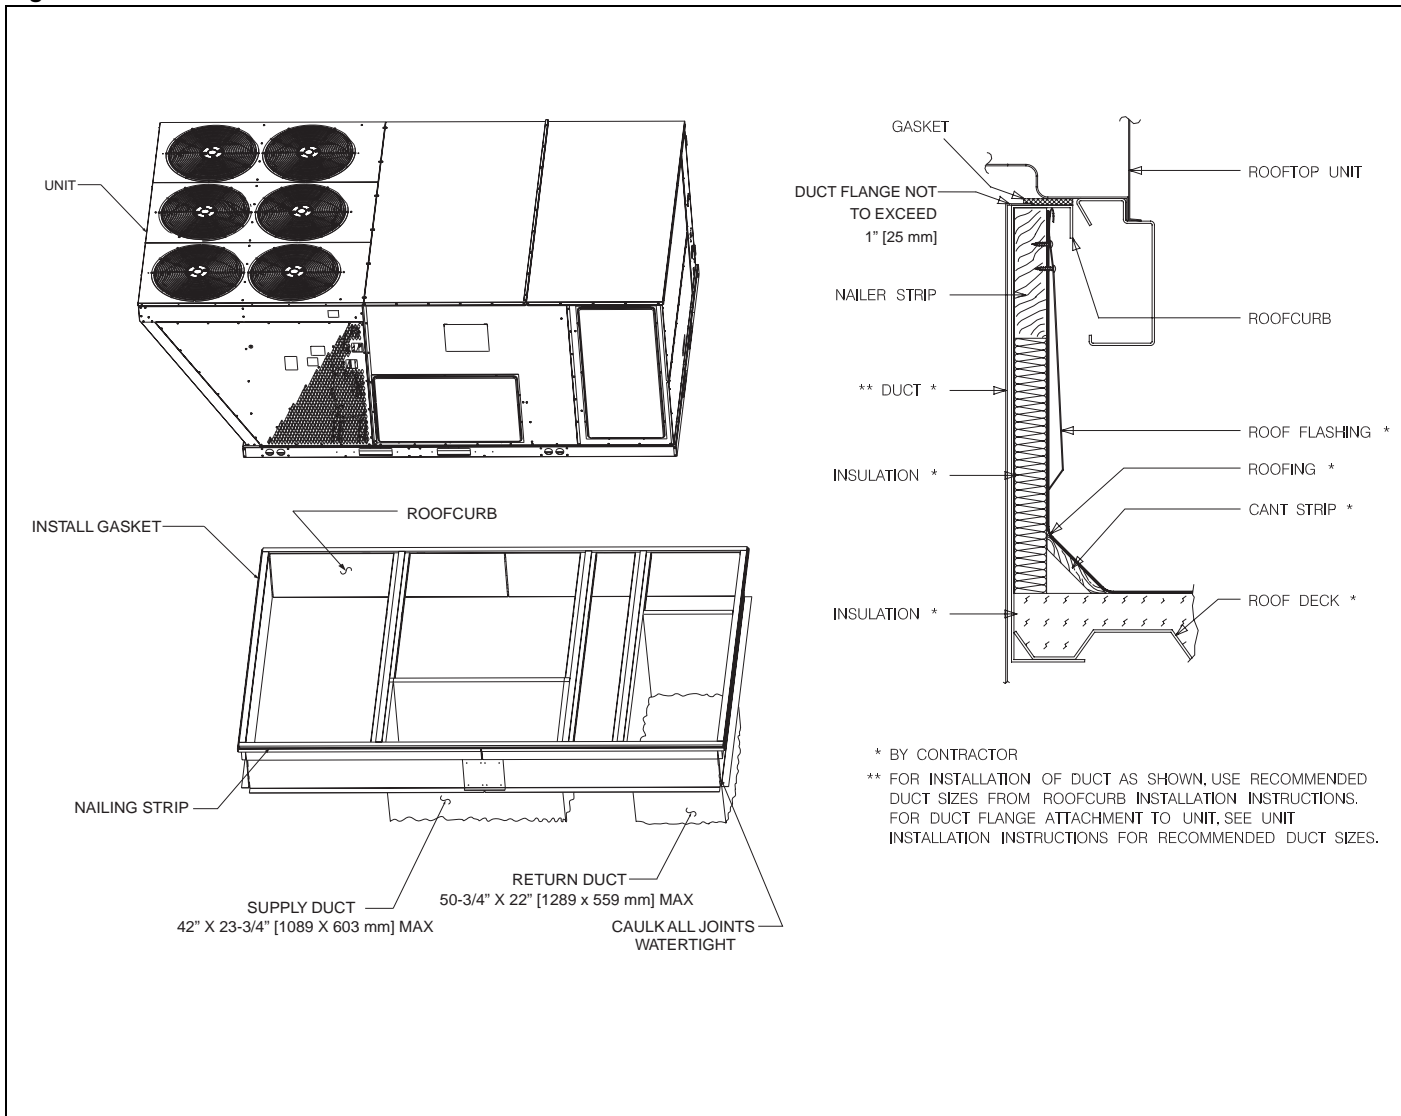 UNIT
INSTALL GASKET
ROOFCURB
NAILING STRIP
SUPPLY DUCT
42” X 23-3/4” [1089 X 603 mm] MAX
RETURN DUCT
50-3/4” X 22” [1289 x 559 mm] MAX
CAULK ALL JOINTS
WATERTIGHT
GASKET
DUCT FLANGE NOT
TO EXCEED
1” [25 mm]
NAILER STRIP
** DUCT *
INSULATION *
INSULATION *
ROOFTOP UNIT
ROOFCURB
ROOF FLASHING *
ROOFING *
CANT STRIP *
ROOF DECK *
* BY CONTRACTOR
** FOR INSTALLATION OF DUCT AS SHOWN, USE RECOMMENDED
DUCT SIZES FROM ROOFCURB INSTALLATION INSTRUCTIONS.
FOR DUCT FLANGE ATTACHMENT TO UNIT, SEE UNIT
INSTALLATION INSTRUCTIONS FOR RECOMMENDED DUCT SIZES.